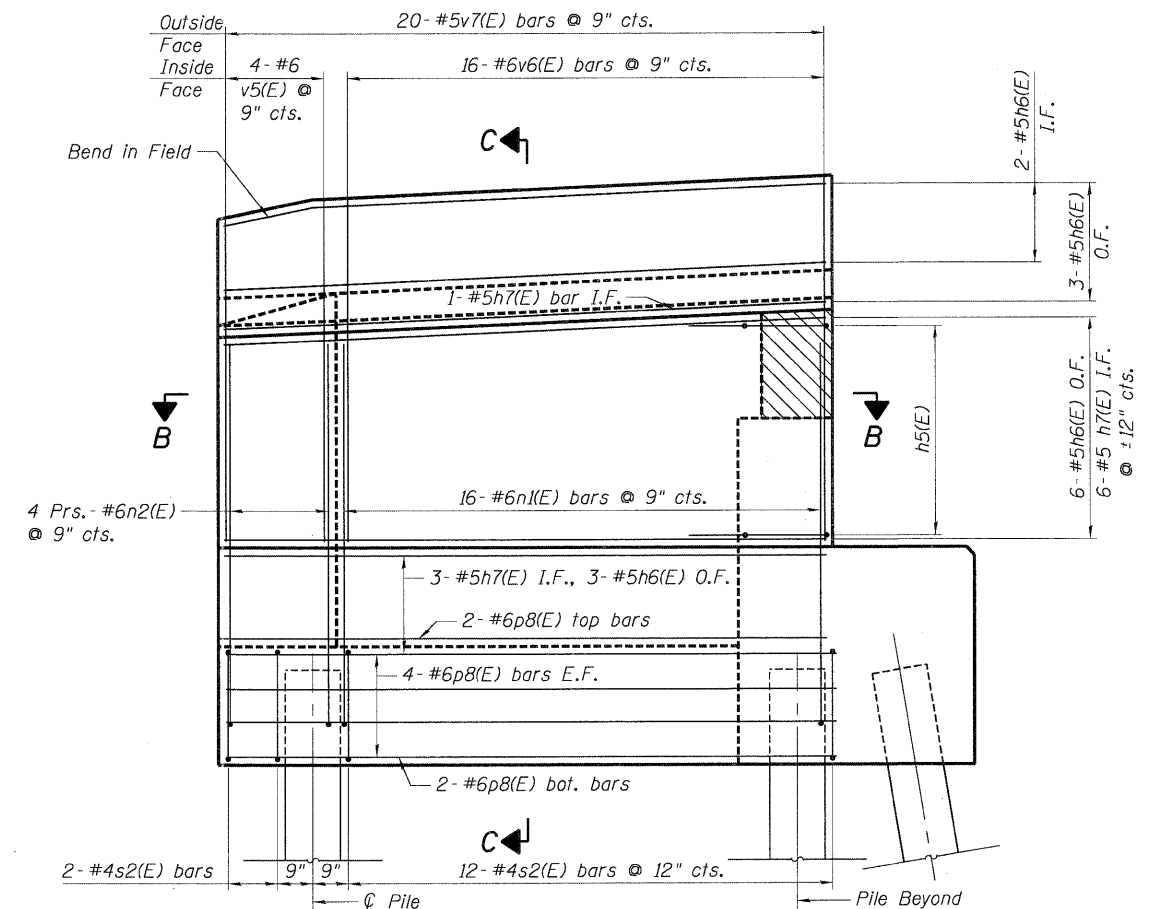 Outside
Face
20- #5v7(E) bars @ 9" cts.
Inside
Face
4- #6
v5(E) @
9" cts.
16- #6v6(E) bars @ 9" cts.
C
Bend in Field
2- #5h6(E)
I.F.
3- #5h6(E)
O.F.
1- #5h7(E) bar I.F.
B
B
h5(E)
6- #5h6(E) O.F.
6- #5 h7(E) I.F.
@ ±12" cts.
4 Prs.- #6n2(E)
@ 9" cts.
16- #6n1(E) bars @ 9" cts.
3- #5h7(E) I.F., 3- #5h6(E) O.F.
2- #6p8(E) top bars
4- #6p8(E) bars E.F.
2- #6p8(E) bot. bars
C
2- #4s2(E) bars
9"
9"
12- #4s2(E) bars @ 12" cts.
℄ Pile
Pile Beyond